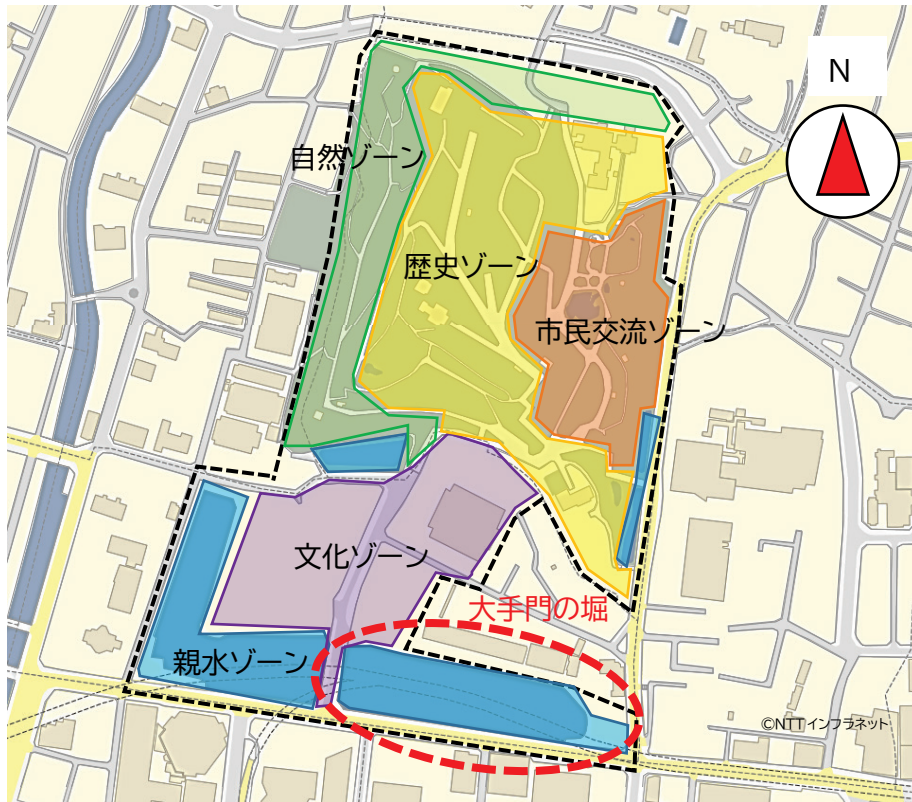 N
自然ゾーン
歴史ゾーン
市民交流ゾーン
文化ゾーン
大手門の堀
親水ゾーン
©NTTインフラネット